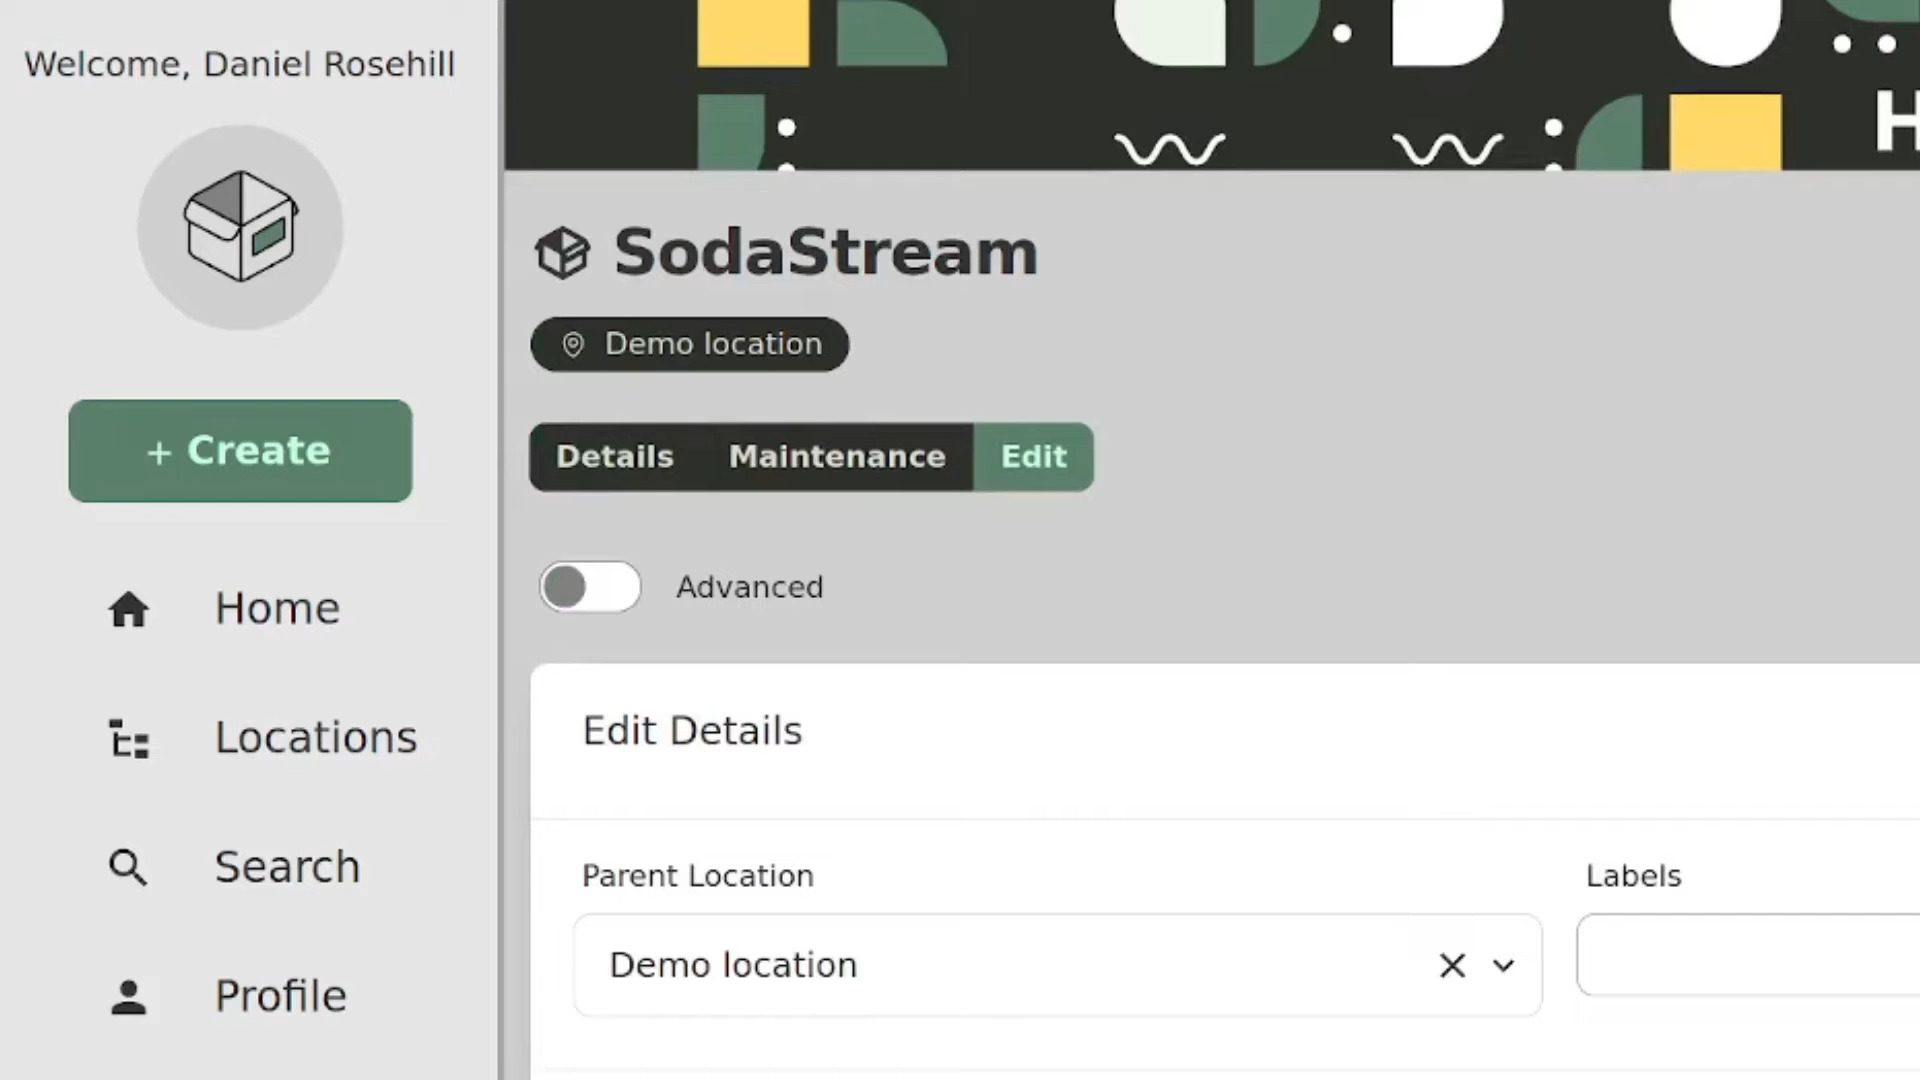 Welcome, Daniel Rosehill
+ Create
Home
Locations
Search
Profile
H
SodaStream
Demo location
Details Maintenance Edit
Advanced
Edit Details
Parent Location
Demo location
Labels